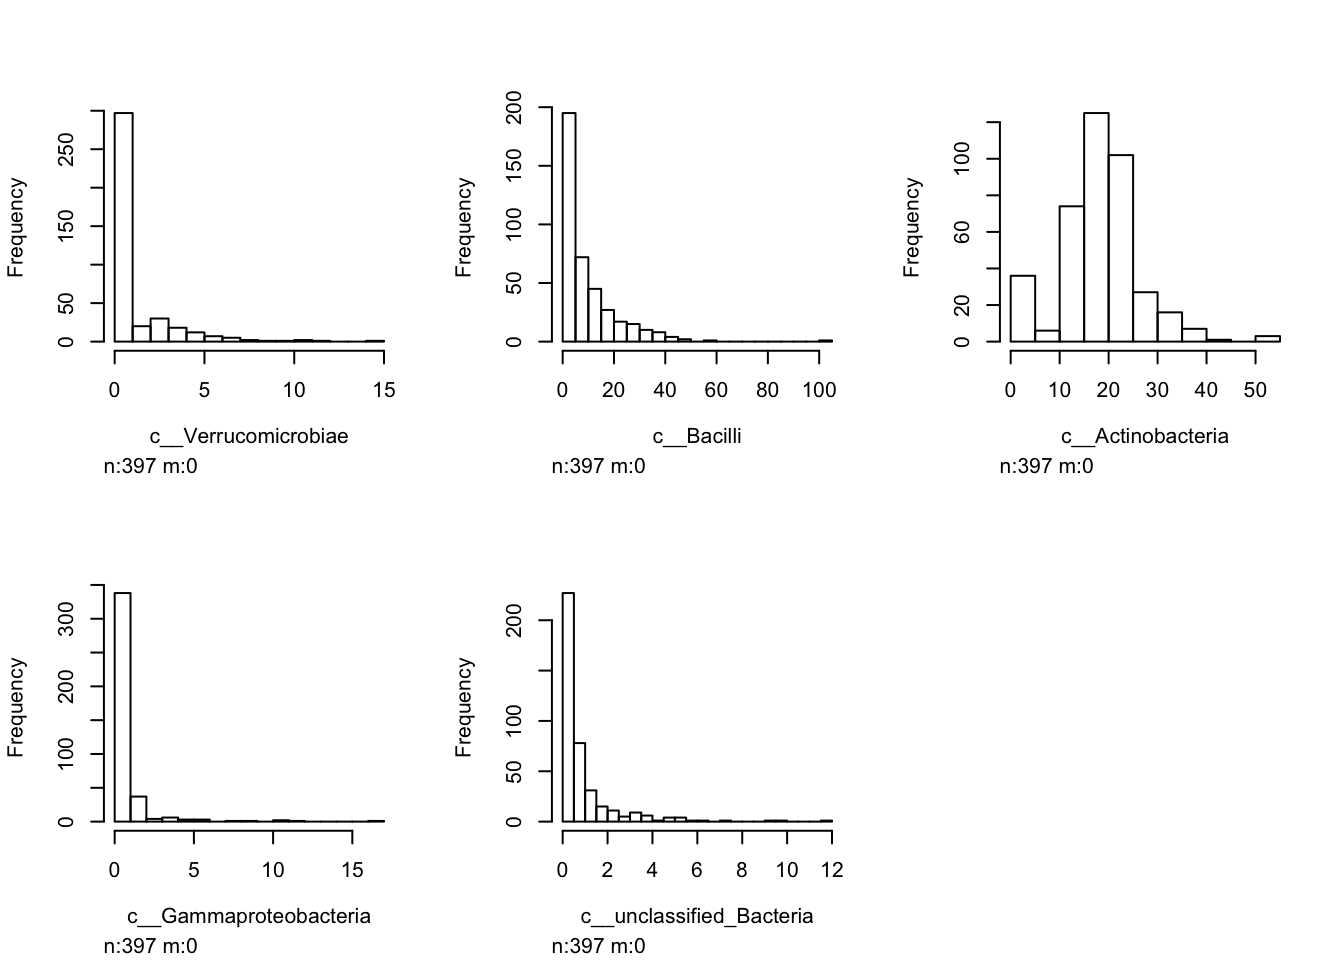 Frequency
0 50 150 250
0 5 10 15
c__Verrucomicrobiae
n:397 m:0
Frequency
0 50 100 150 200
0 20 40 60 80 100
c__Bacilli
n:397 m:0
Frequency
0 20 60 100
0 10 20 30 40 50
c__Actinobacteria
n:397 m:0
Frequency
0 100 200 300
0 5 10 15
c__Gammaproteobacteria
n:397 m:0
Frequency
0 50 100 200
0 2 4 6 8 10 12
c__unclassified_Bacteria
n:397 m:0